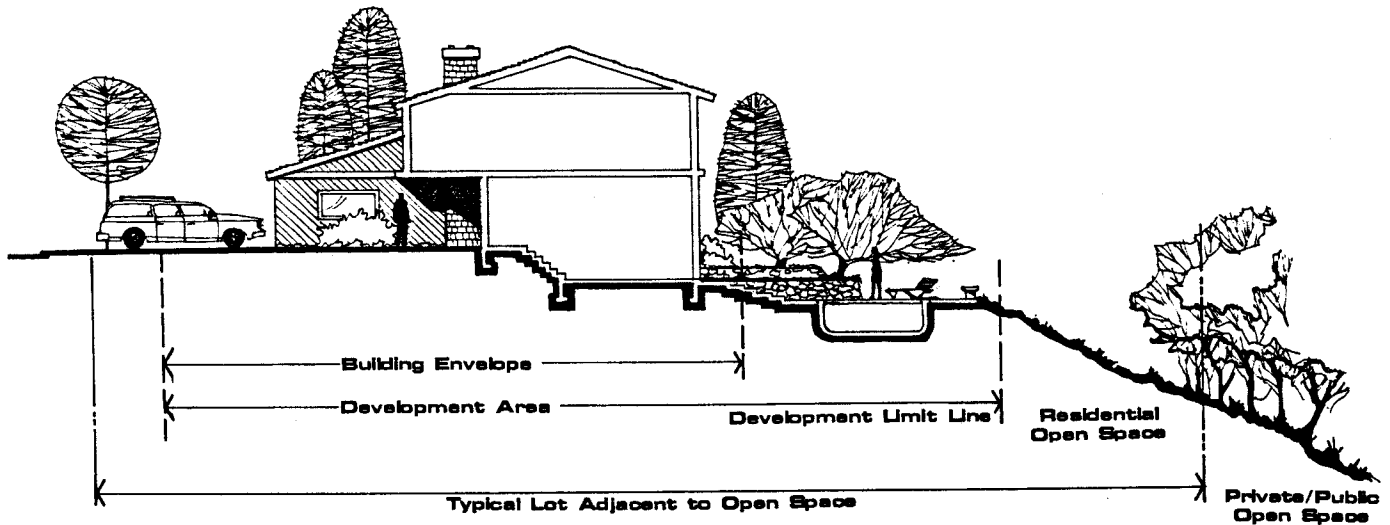 Building Envelope
Development Area
Development Limit Line
Residential
Open Space
Typical Lot Adjacent to Open Space
Private/Public
Open Space